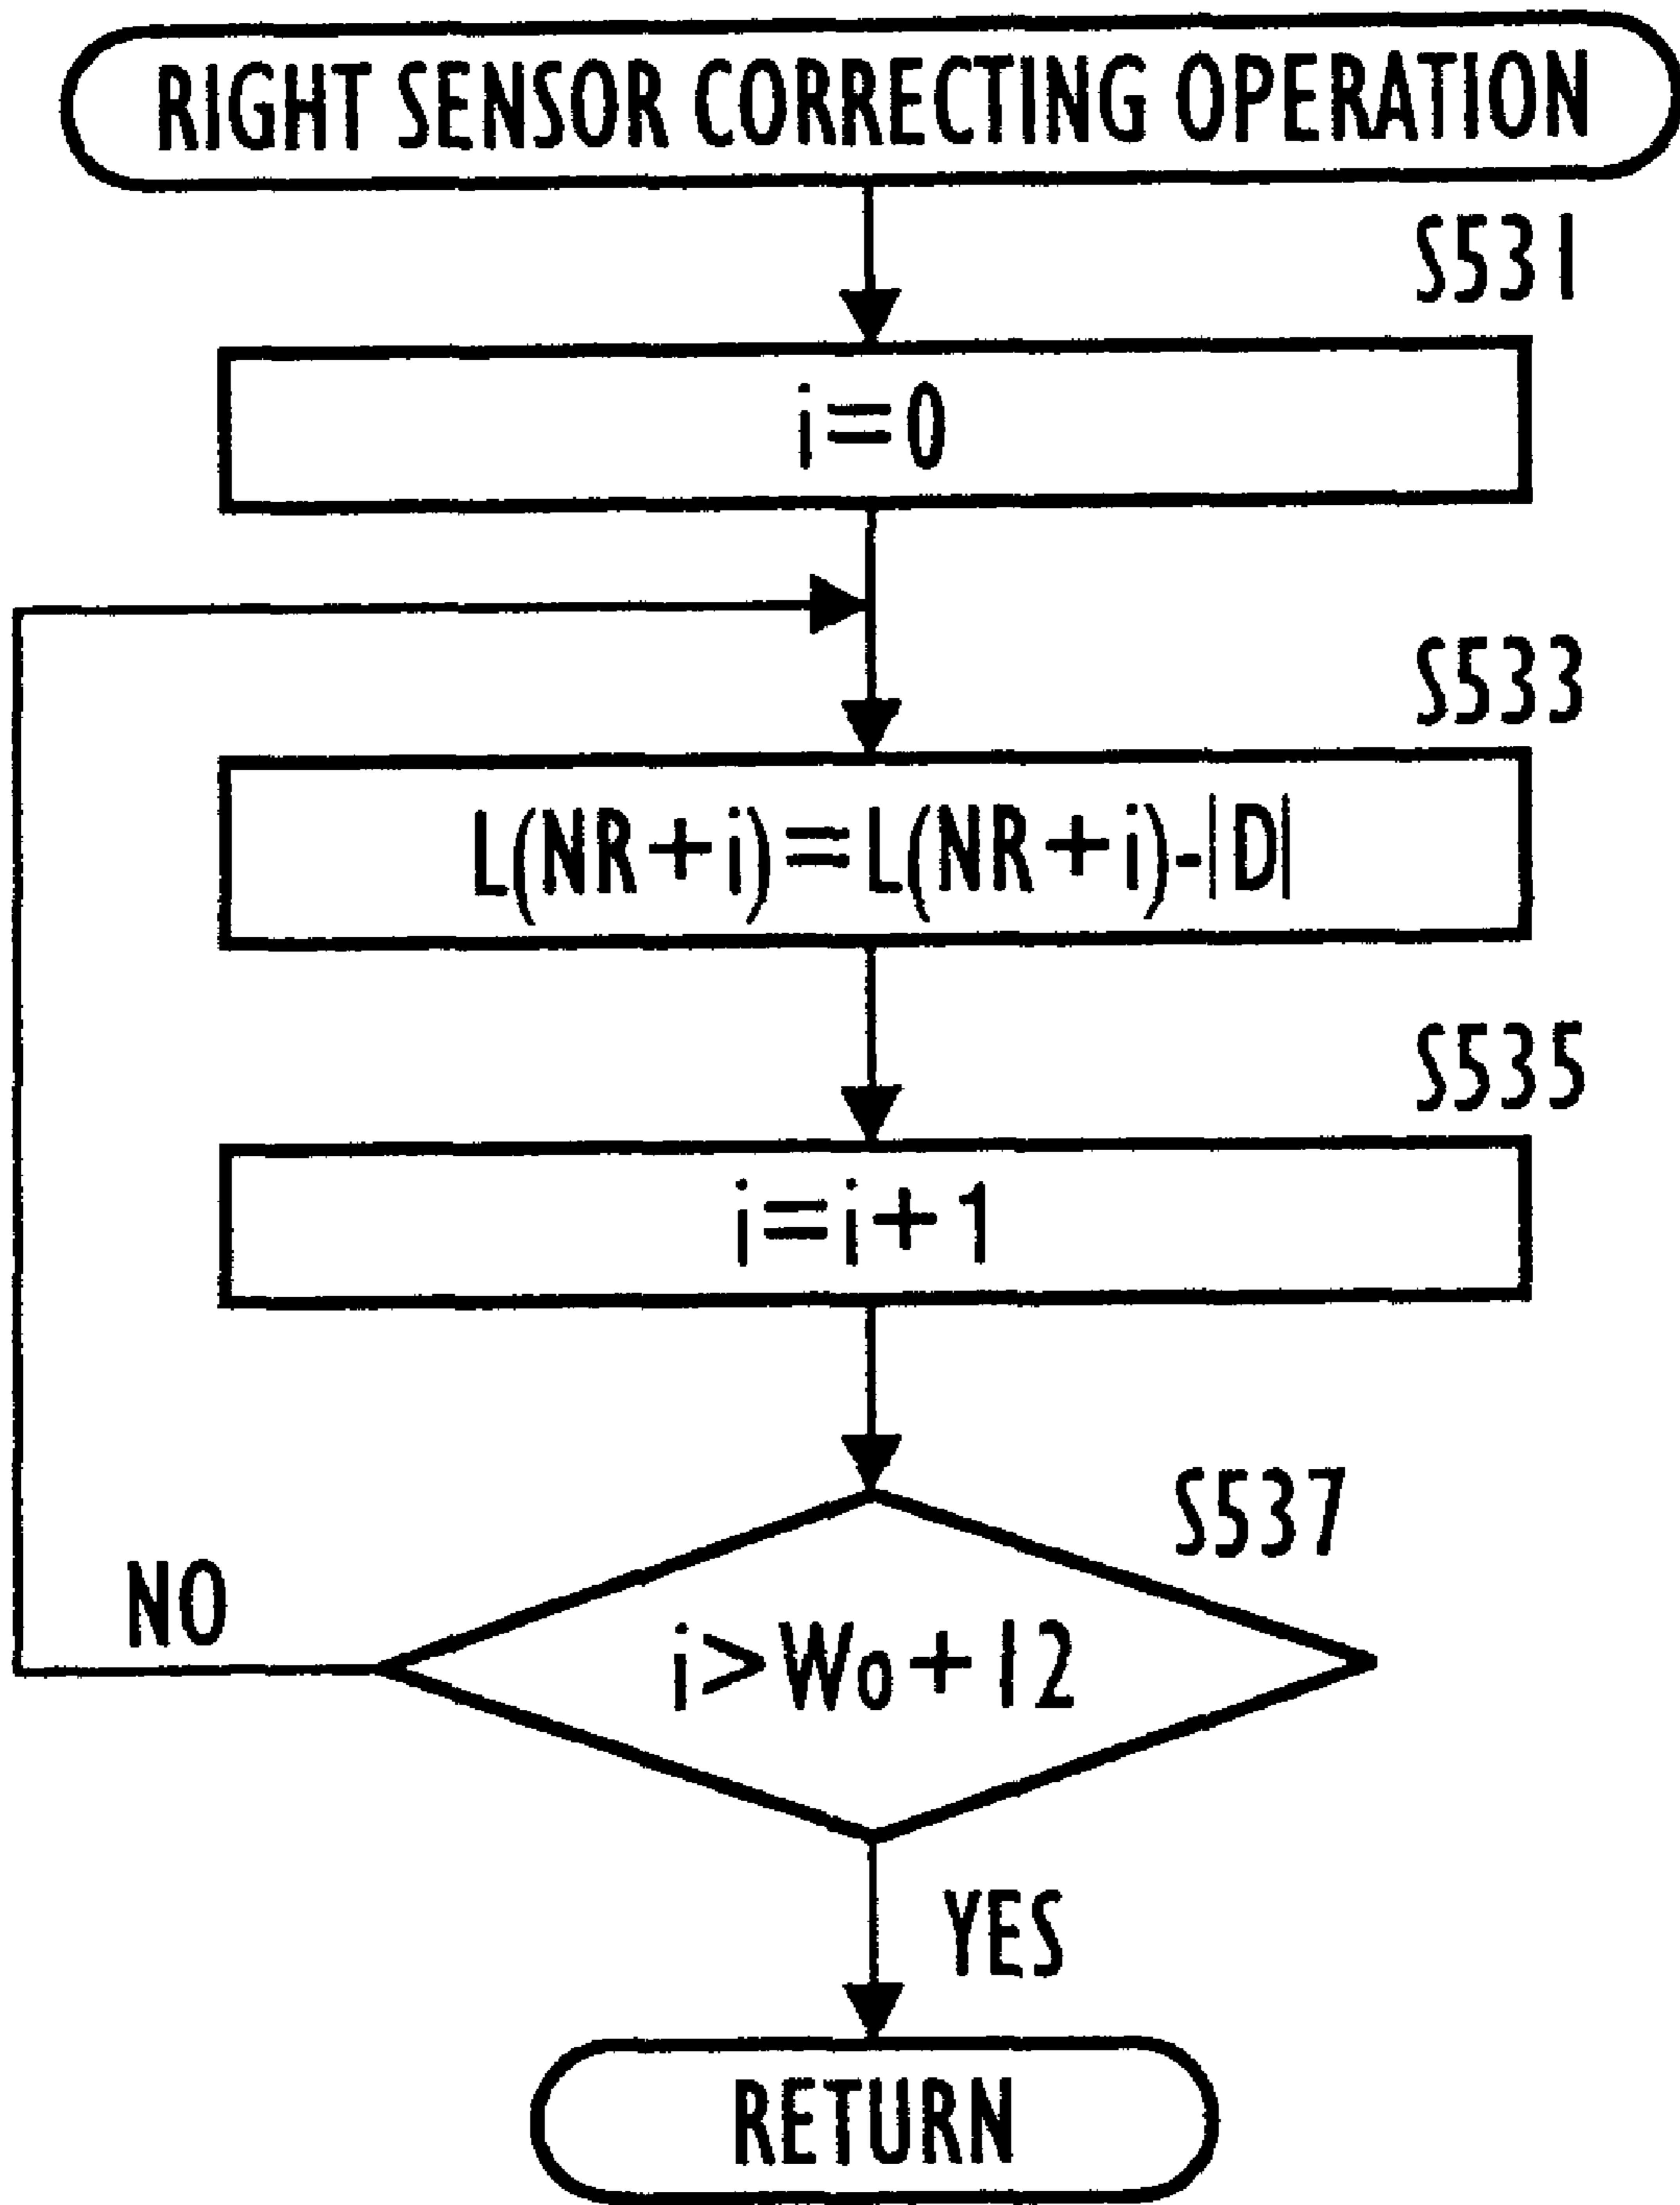 RIGHT SENSOR CORRECTING OPERATION
S531
i=0
S533
L(NR+i)=L(NR+i)-|D|
S535
i=i+1
S537
NO
i>Wo+12
YES
RETURN